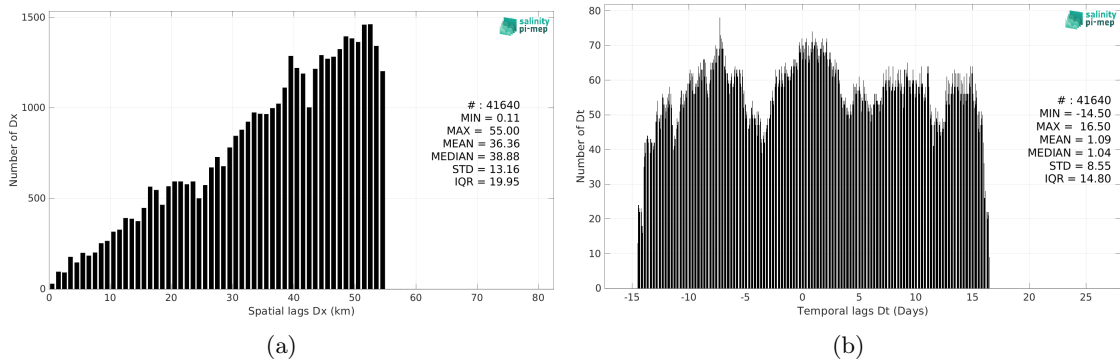 1500
1000
500
0
0
10
20
30
40
50
60
70
80
Number of Dx
Spatial lags Dx (km)
salinity
pi-mep
# : 41640
MIN = 0.11
MAX = 55.00
MEAN = 36.36
MEDIAN = 38.88
STD = 13.16
IQR = 19.95
(a)
80
70
60
50
40
30
20
10
0
-15
-10
-5
0
5
10
15
20
25
Number of Dt
Temporal lags Dt (Days)
salinity
pi-mep
# : 41640
MIN = -14.50
MAX = 16.50
MEAN = 1.09
MEDIAN = 1.04
STD = 8.55
IQR = 14.80
(b)